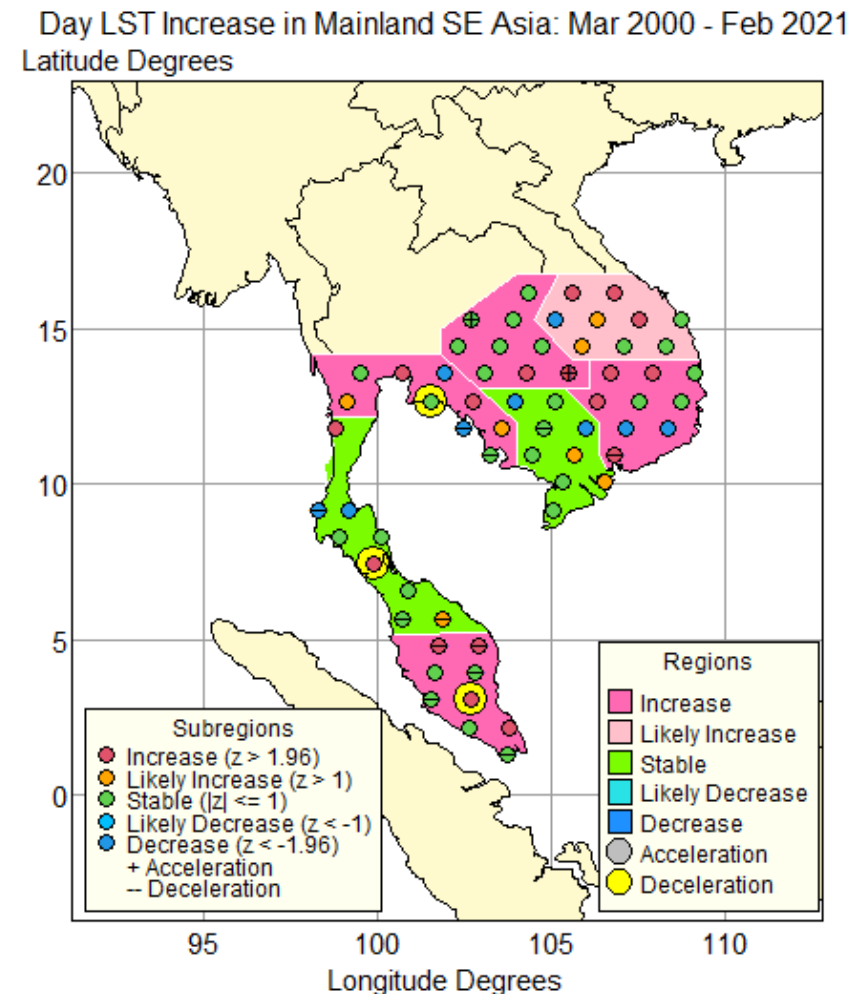 Day LST Increase in Mainland SE Asia: Mar 2000 - Feb 2021
Latitude Degrees
20
15
10
5
0
Regions
Increase
Likely Increase
Stable
Likely Decrease
Decrease
Acceleration
Deceleration
Subregions
Increase (z > 1.96)
Likely Increase (z > 1)
Stable (|z| <= 1)
Likely Decrease (z < -1)
Decrease (z < -1.96)
+ Acceleration
-- Deceleration
95 100 105 110
Longitude Degrees